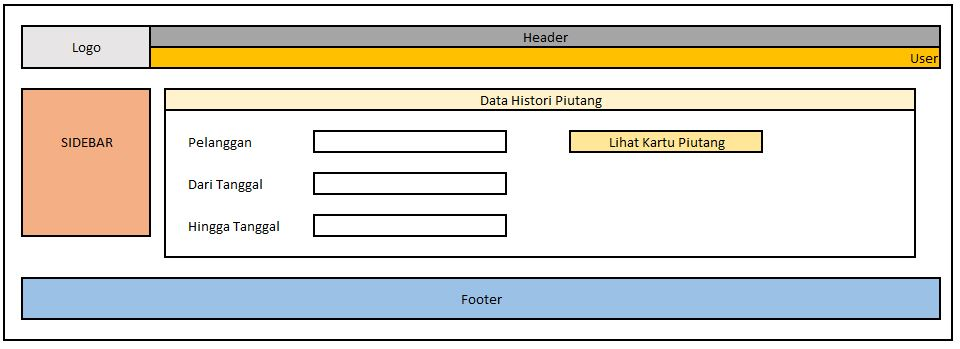 Logo
Header
User
SIDEBAR
Data Histori Piutang
Pelanggan
Lihat Kartu Piutang
Dari Tanggal
Hingga Tanggal
Footer